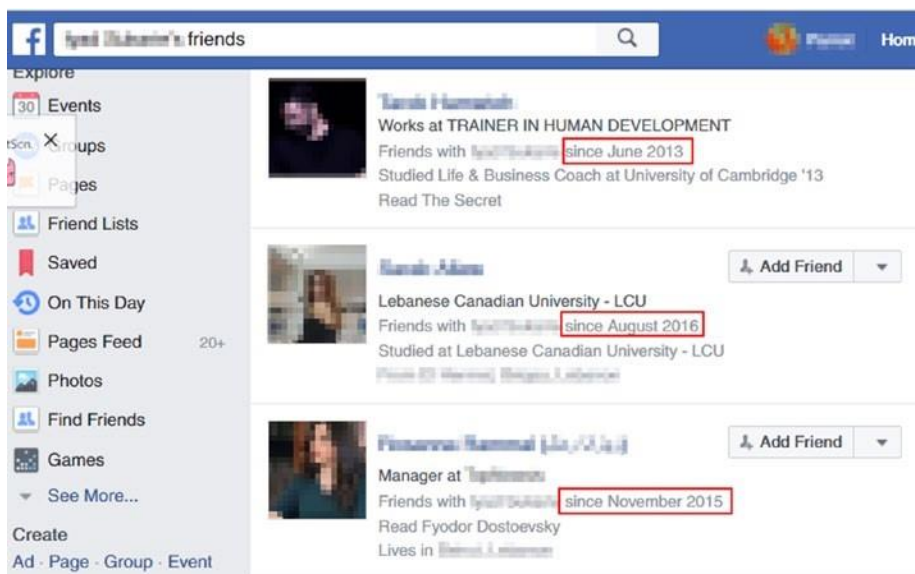 f
friends
Hom
Explore
30 Events
Groups
Pages
Friend Lists
Saved
On This Day
Pages Feed 20+
Photos
Find Friends
Games
See More...
Create
Ad · Page · Group · Event
Works at TRAINER IN HUMAN DEVELOPMENT
Friends with since June 2013
Studied Life & Business Coach at University of Cambridge '13
Read The Secret
Add Friend
Lebanese Canadian University - LCU
Friends with since August 2016
Studied at Lebanese Canadian University - LCU
Add Friend
Manager at
Friends with since November 2015
Read Fyodor Dostoevsky
Lives in